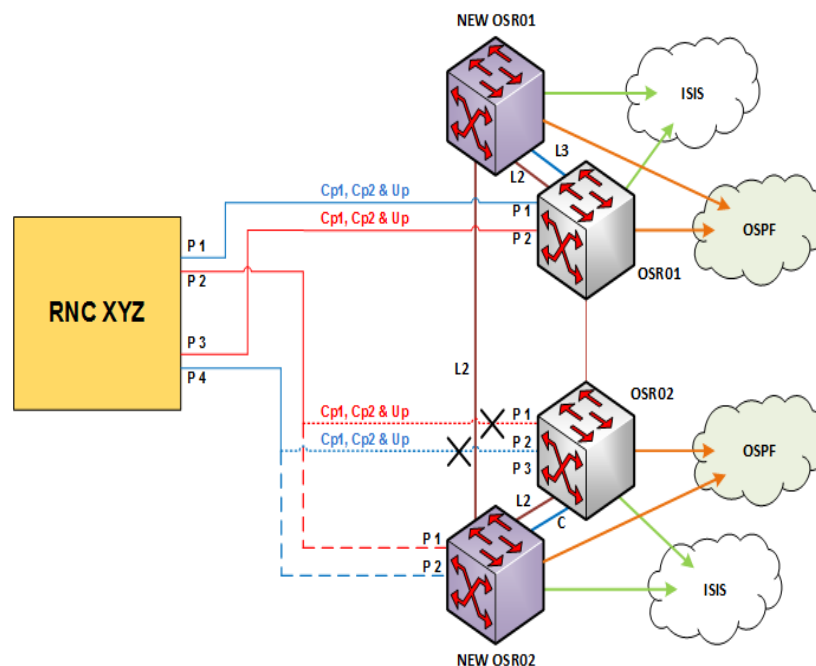 NEW OSR01
ISIS
L3
L2
Cp1, Cp2 & Up
P 1
Cp1, Cp2 & Up
P 2
OSPF
P 1
P 2
OSR01
RNC XYZ
P 3
P 4
L2
OSR02
Cp1, Cp2 & Up
P 1
Cp1, Cp2 & Up
P 2
OSPF
P 3
L2
C
P 1
P 2
ISIS
NEW OSR02